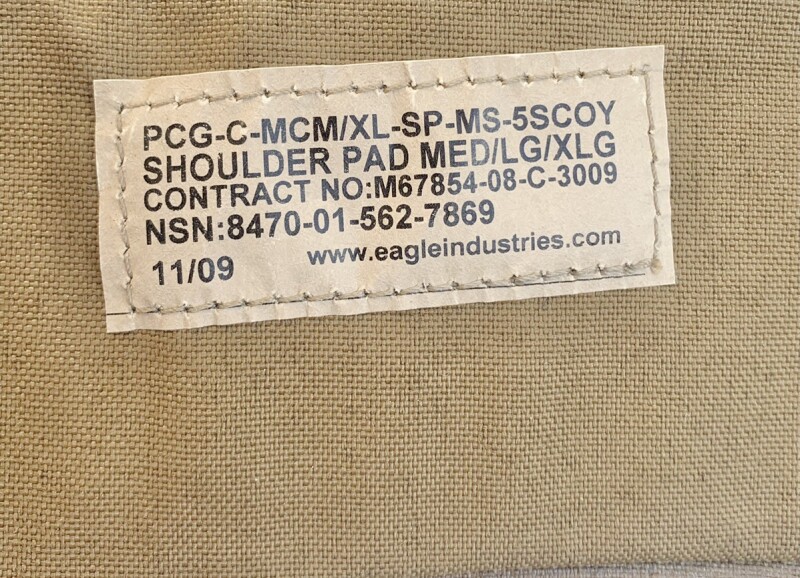 PCG-C-MCM/XL-SP-MS-5SCOY
SHOULDER PAD MED/LG/XLG
CONTRACT NO:M67854-08-C-3009
NSN:8470-01-562-7869
www.eagleindustries.com
11/09